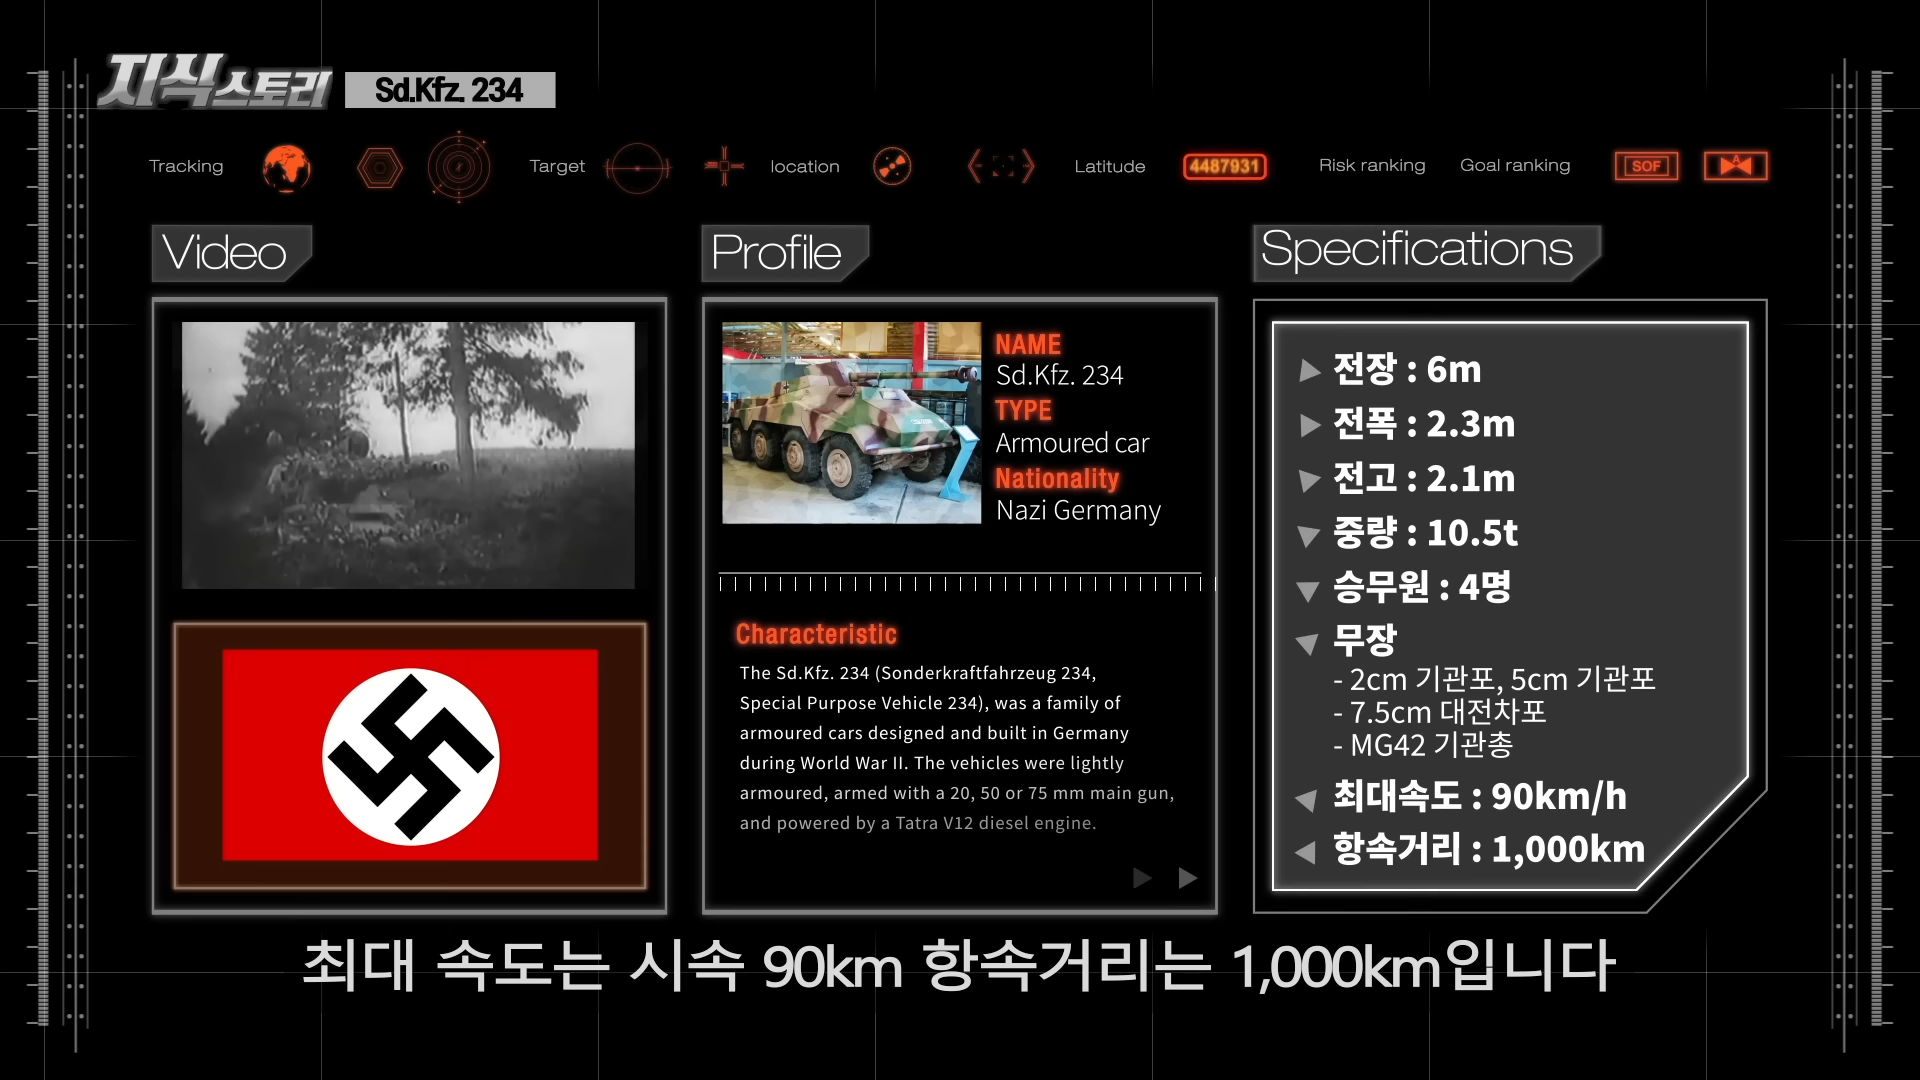 지식스토리
Sd.Kfz. 234
Tracking
Target
location
Latitude
4487931
Risk ranking
Goal ranking
SOF
A
Video
Profile
Specifications
NAME
Sd.Kfz. 234
TYPE
Armoured car
Nationality
Nazi Germany
Characteristic
The Sd.Kfz. 234 (Sonderkraftfahrzeug 234,
Special Purpose Vehicle 234), was a family of
armoured cars designed and built in Germany
during World War II. The vehicles were lightly
armoured, armed with a 20, 50 or 75 mm main gun,
and powered by a Tatra V12 diesel engine.
전장 : 6m
전폭 : 2.3m
전고 : 2.1m
중량 : 10.5t
승무원 : 4명
무장
- 2cm 기관포, 5cm 기관포
- 7.5cm 대전차포
- MG42 기관총
최대속도 : 90km/h
항속거리 : 1,000km
최대 속도는 시속 90km 항속거리는 1,000km입니다